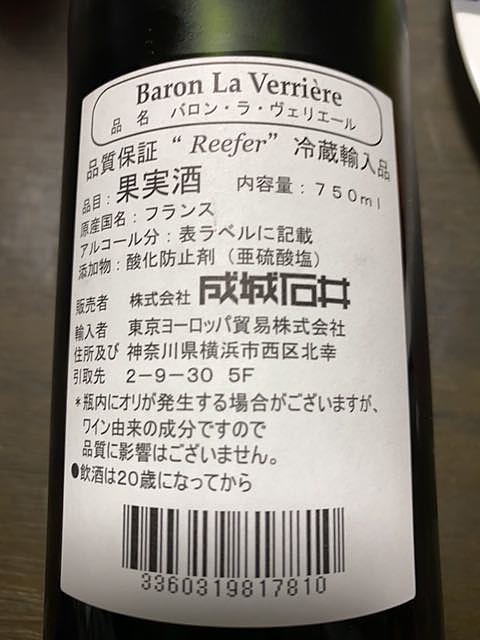 Baron La Verrière
品 名 バロン・ラ・ヴェリエール
品質保証 “Reefer” 冷蔵輸入品
品目：果実酒 内容量：750ml
原産国名：フランス
アルコール分：表ラベルに記載
添加物：酸化防止剤（亜硫酸塩）
販売者 株式会社 成城石井
輸入者 東京ヨーロッパ貿易株式会社
住所及び 神奈川県横浜市西区北幸
引取先 2-9-30 5F
＊瓶内にオリが発生する場合がございますが、
ワイン由来の成分ですので
品質に影響はございません。
●飲酒は20歳になってから
3360319817810